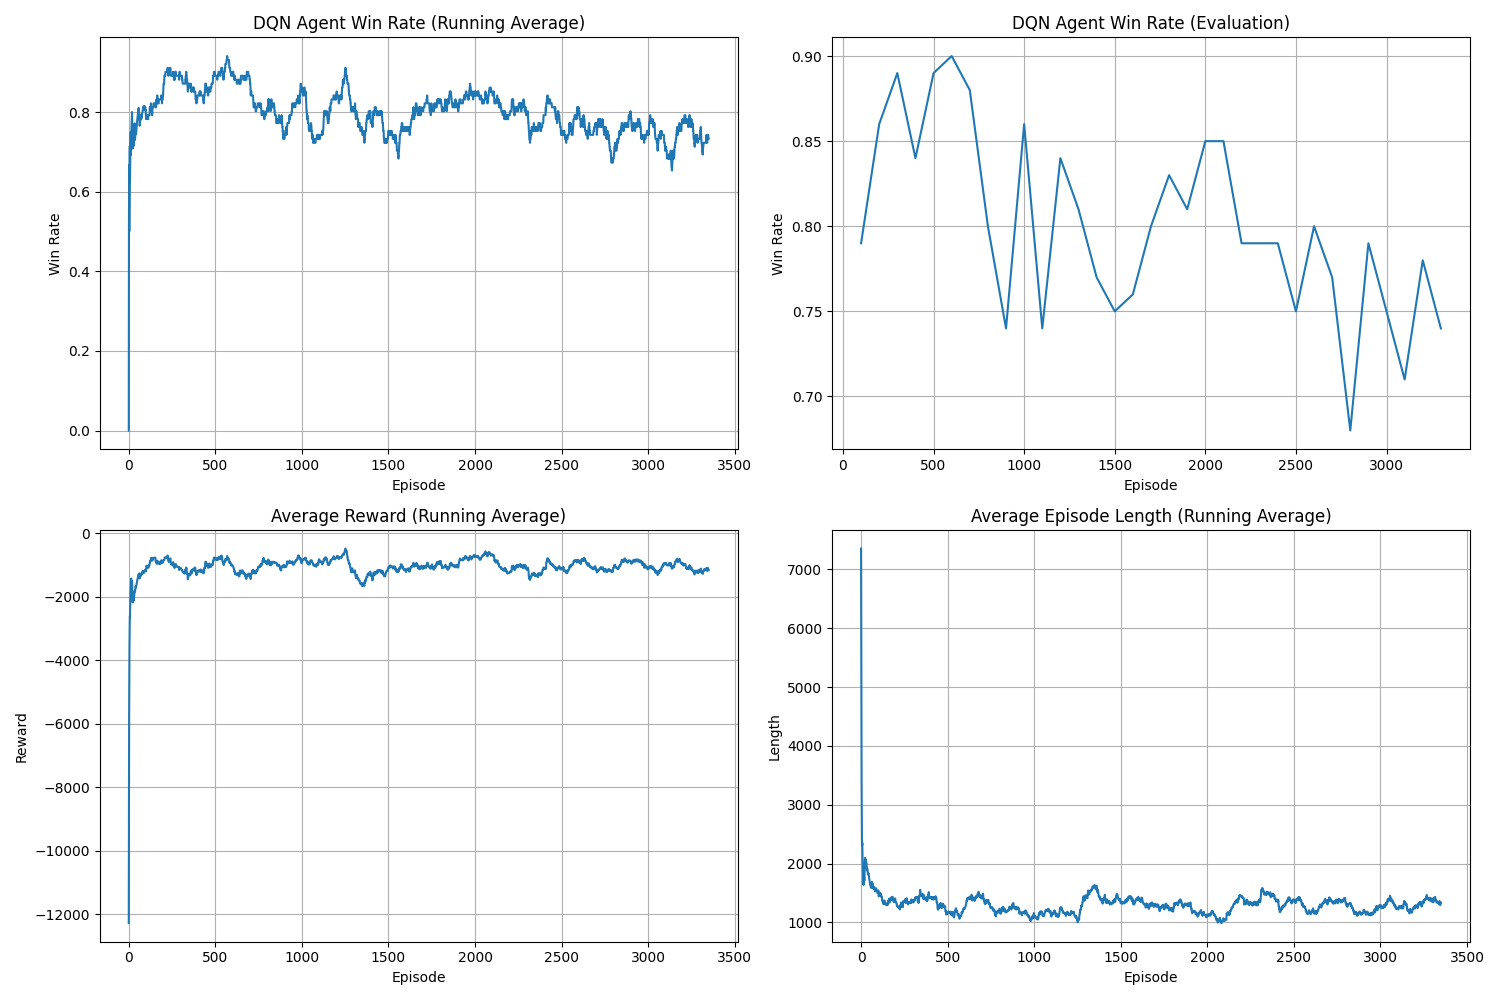 DQN Agent Win Rate (Running Average)
Win Rate
0.8
0.6
0.4
0.2
0.0
0 500 1000 1500 2000 2500 3000 3500
Episode
DQN Agent Win Rate (Evaluation)
Win Rate
0.90
0.85
0.80
0.75
0.70
0 500 1000 1500 2000 2500 3000
Episode
Average Reward (Running Average)
Reward
0
−2000
−4000
−6000
−8000
−10000
−12000
0 500 1000 1500 2000 2500 3000 3500
Episode
Average Episode Length (Running Average)
Length
7000
6000
5000
4000
3000
2000
1000
0 500 1000 1500 2000 2500 3000 3500
Episode